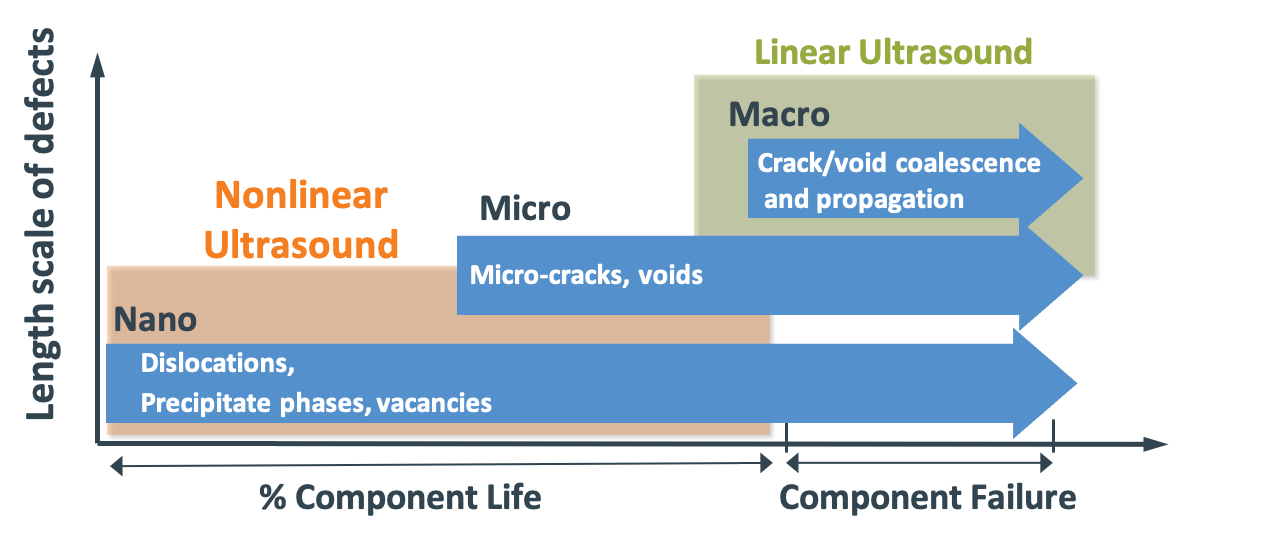 Length scale of defects
Linear Ultrasound
Macro
Crack/void coalescence
and propagation
Nonlinear
Ultrasound
Micro
Micro-cracks, voids
Nano
Dislocations,
Precipitate phases, vacancies
% Component Life
Component Failure